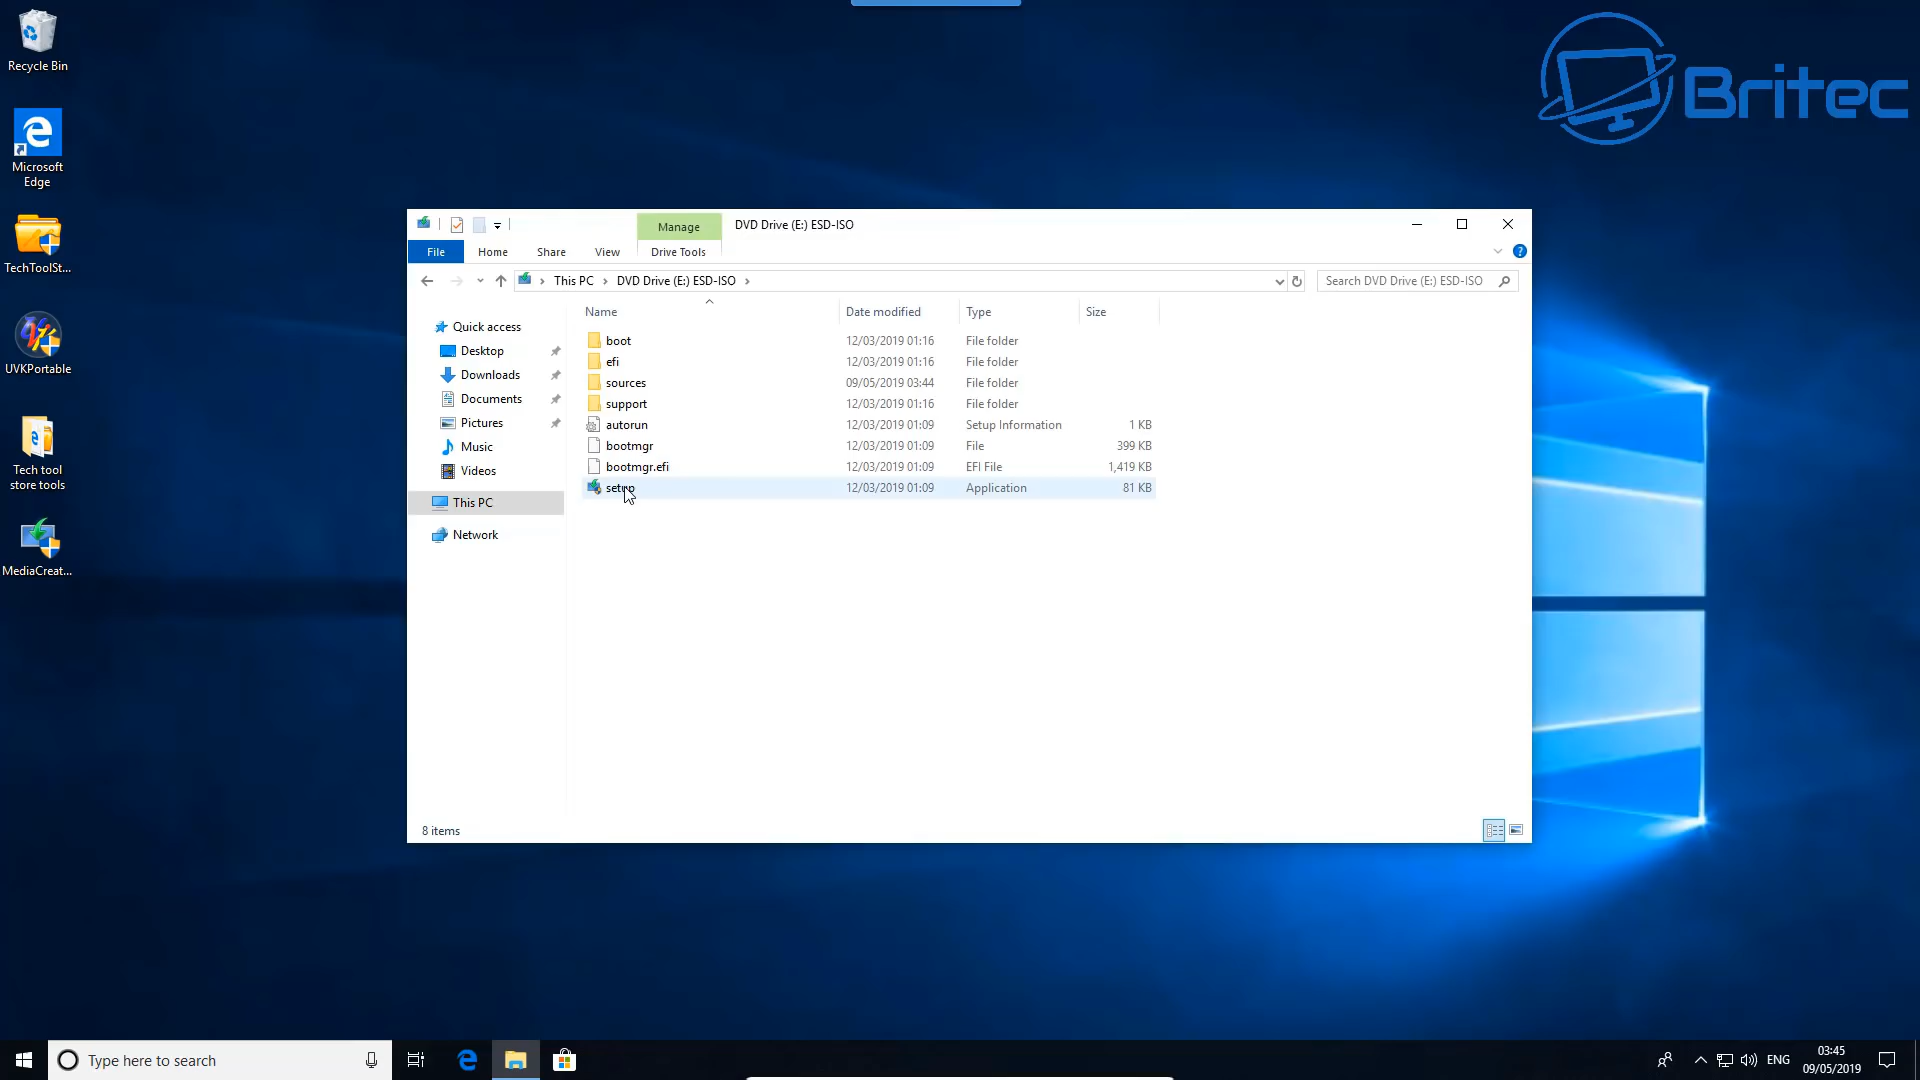 Recycle Bin
Microsoft
Edge
TechToolSt...
UVKPortable
Tech tool
store tools
MediaCreat...
Britec
Manage
DVD Drive (E:) ESD-ISO
File
Home
Share
View
Drive Tools
This PC
DVD Drive (E:) ESD-ISO
Search DVD Drive (E:) ESD-ISO
Quick access
Desktop
Downloads
Documents
Pictures
Music
Videos
This PC
Network
Name Date modified Type Size
boot 12/03/2019 01:16 File folder
efi 12/03/2019 01:16 File folder
sources 09/05/2019 03:44 File folder
support 12/03/2019 01:16 File folder
autorun 12/03/2019 01:09 Setup Information 1 KB
bootmgr 12/03/2019 01:09 File 399 KB
bootmgr.efi 12/03/2019 01:09 EFI File 1,419 KB
setup 12/03/2019 01:09 Application 81 KB
8 items
Type here to search
ENG
03:45
09/05/2019